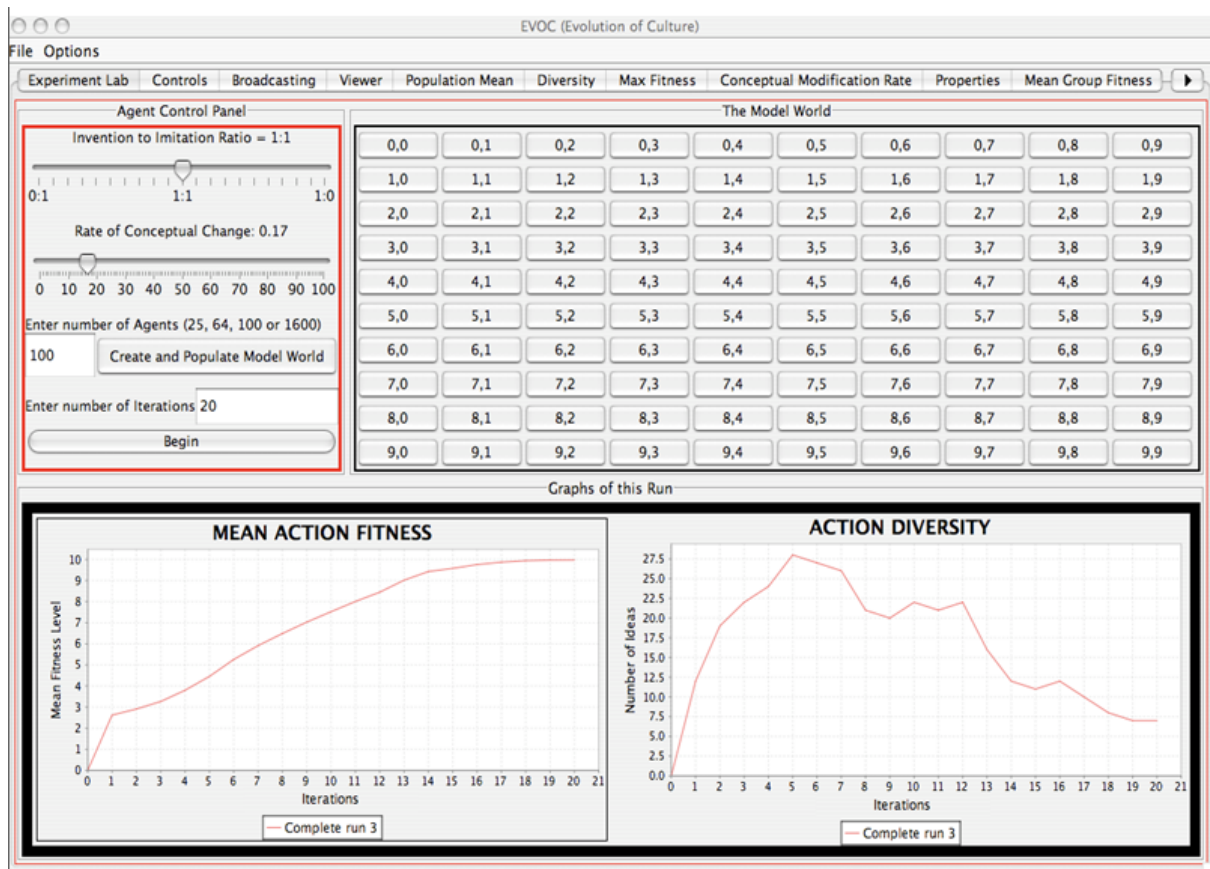 EVOC (Evolution of Culture)
File Options
Experiment Lab Controls Broadcasting Viewer Population Mean Diversity Max Fitness Conceptual Modification Rate Properties Mean Group Fitness
Agent Control Panel
Invention to Imitation Ratio = 1:1
0:1 1:1 1:0
Rate of Conceptual Change: 0.17
0 10 20 30 40 50 60 70 80 90 100
Enter number of Agents (25, 64, 100 or 1600)
100 Create and Populate Model World
Enter number of Iterations 20
Begin
The Model World
0,0 0,1 0,2 0,3 0,4 0,5 0,6 0,7 0,8 0,9
1,0 1,1 1,2 1,3 1,4 1,5 1,6 1,7 1,8 1,9
2,0 2,1 2,2 2,3 2,4 2,5 2,6 2,7 2,8 2,9
3,0 3,1 3,2 3,3 3,4 3,5 3,6 3,7 3,8 3,9
4,0 4,1 4,2 4,3 4,4 4,5 4,6 4,7 4,8 4,9
5,0 5,1 5,2 5,3 5,4 5,5 5,6 5,7 5,8 5,9
6,0 6,1 6,2 6,3 6,4 6,5 6,6 6,7 6,8 6,9
7,0 7,1 7,2 7,3 7,4 7,5 7,6 7,7 7,8 7,9
8,0 8,1 8,2 8,3 8,4 8,5 8,6 8,7 8,8 8,9
9,0 9,1 9,2 9,3 9,4 9,5 9,6 9,7 9,8 9,9
Graphs of this Run
MEAN ACTION FITNESS
Mean Fitness Level
10
9
8
7
6
5
4
3
2
1
0
0 1 2 3 4 5 6 7 8 9 10 11 12 13 14 15 16 17 18 19 20 21
Iterations
Complete run 3
ACTION DIVERSITY
Number of Ideas
27.5
25.0
22.5
20.0
17.5
15.0
12.5
10.0
7.5
5.0
2.5
0.0
0 1 2 3 4 5 6 7 8 9 10 11 12 13 14 15 16 17 18 19 20 21
Iterations
Complete run 3